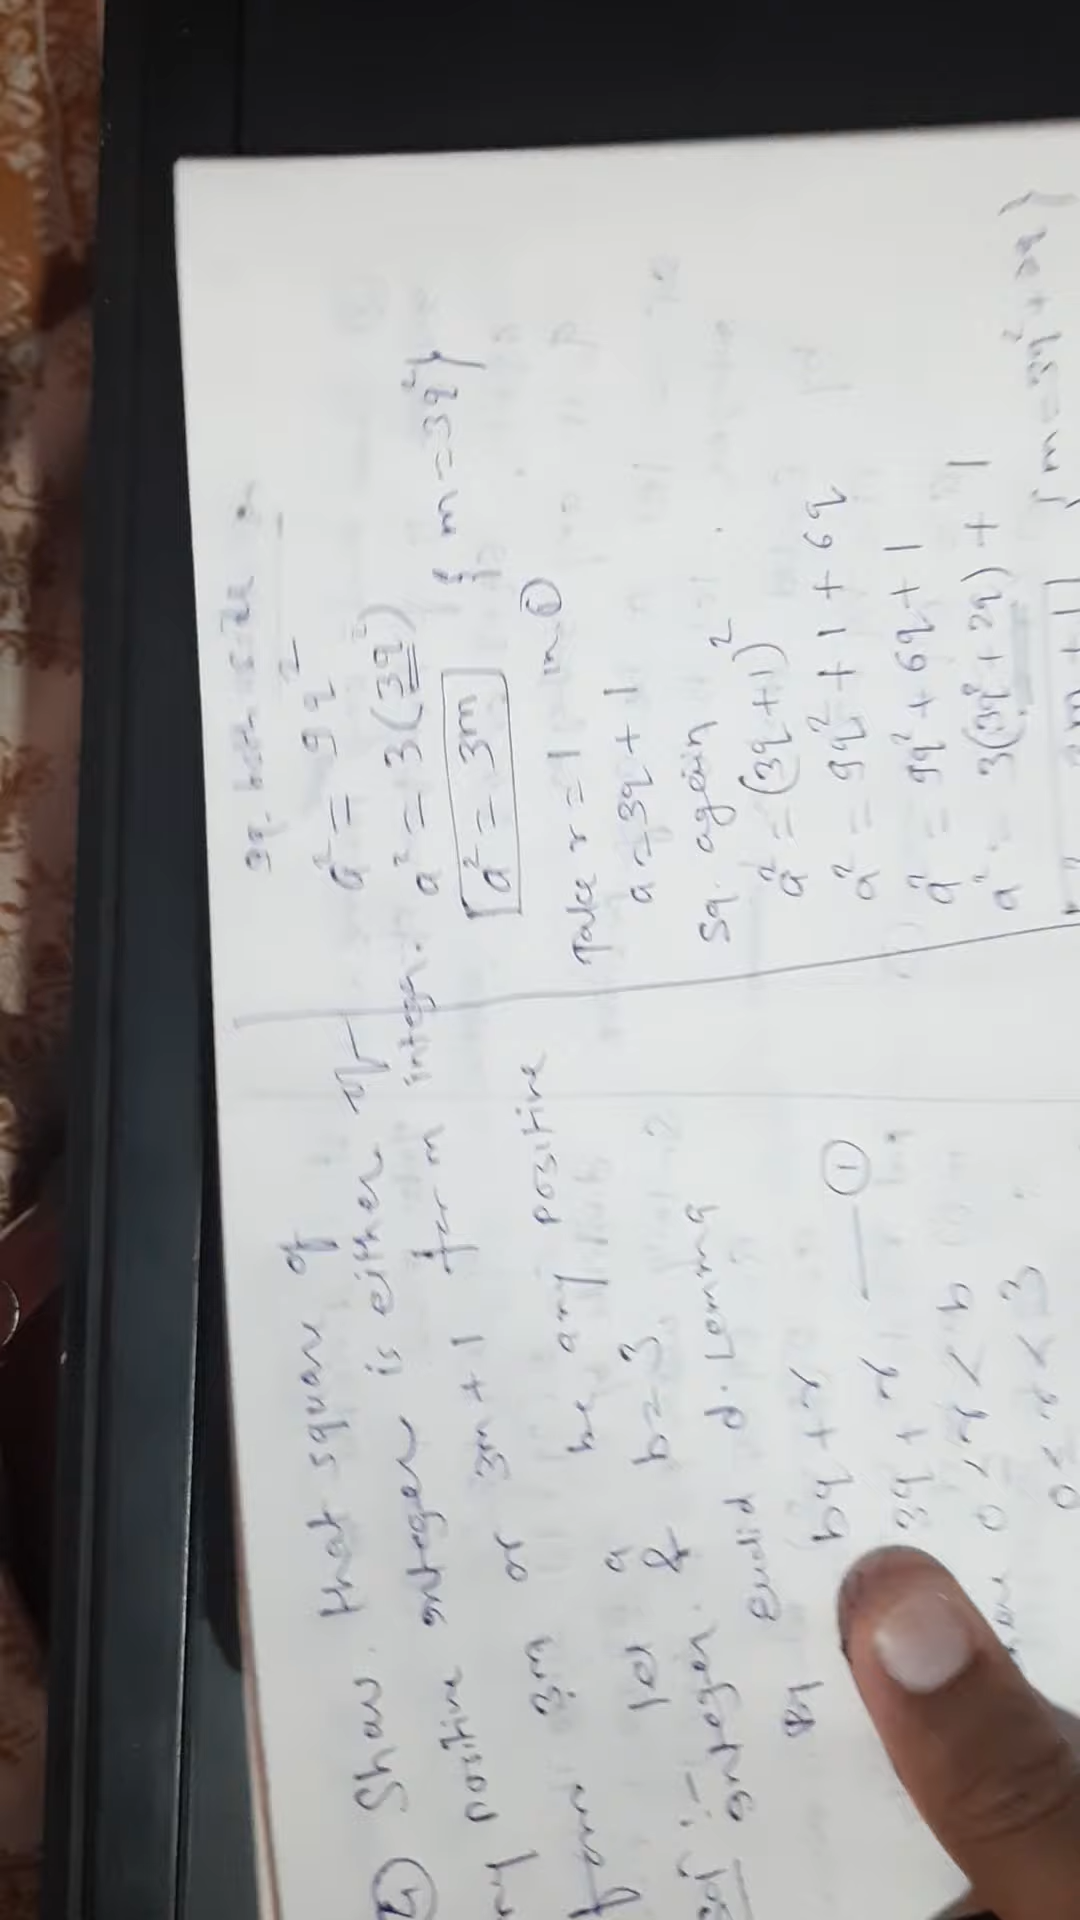 Show that square of
any positive integer is either of
form 3m or 3m + 1 for m integer.
Sol :- let a be any positive
integer & b = 3
By Euclid d. Lemma
bq + r — ①
3q + r
0 < r < b
0 ≤ r < 3
sq. both side
a² = 9q²
a² = 3(3q²)
a² = 3m { m = 3q² }
Take r = 1 in ①
a = 3q + 1
Sq. again
a² = (3q + 1)²
a² = 9q² + 1 + 6q
a² = 9q² + 6q + 1
a² = 3(3q² + 2q) + 1
m + 1 { m = 3q² + 2q }